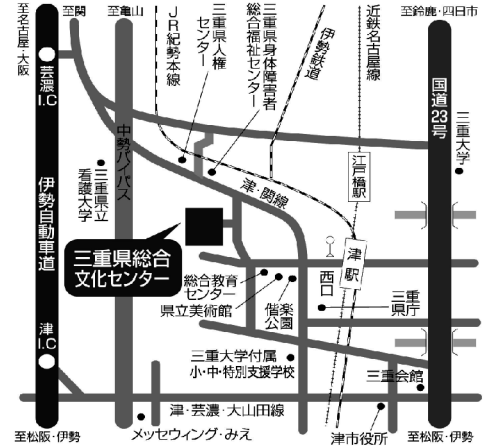 至名古屋・大阪
至関
至亀山
JR紀勢本線
三重県人権
センター
三重県身体障害者
総合福祉センター
伊勢鉄道
近鉄名古屋線
至鈴鹿・四日市
芸濃
I.C
国道23号
三重大学
中勢バイパス
三重県立
看護大学
江戸橋駅
伊勢自動車道
津・関線
三重県総合
文化センター
津駅
西口
総合教育
センター
県立美術館
偕楽
公園
三重
県庁
津
I.C
三重大学付属
小・中・特別支援学校
三重会館
津・芸濃・大山田線
至松阪・伊勢
メッセウィング・みえ
津市役所
至松阪・伊勢